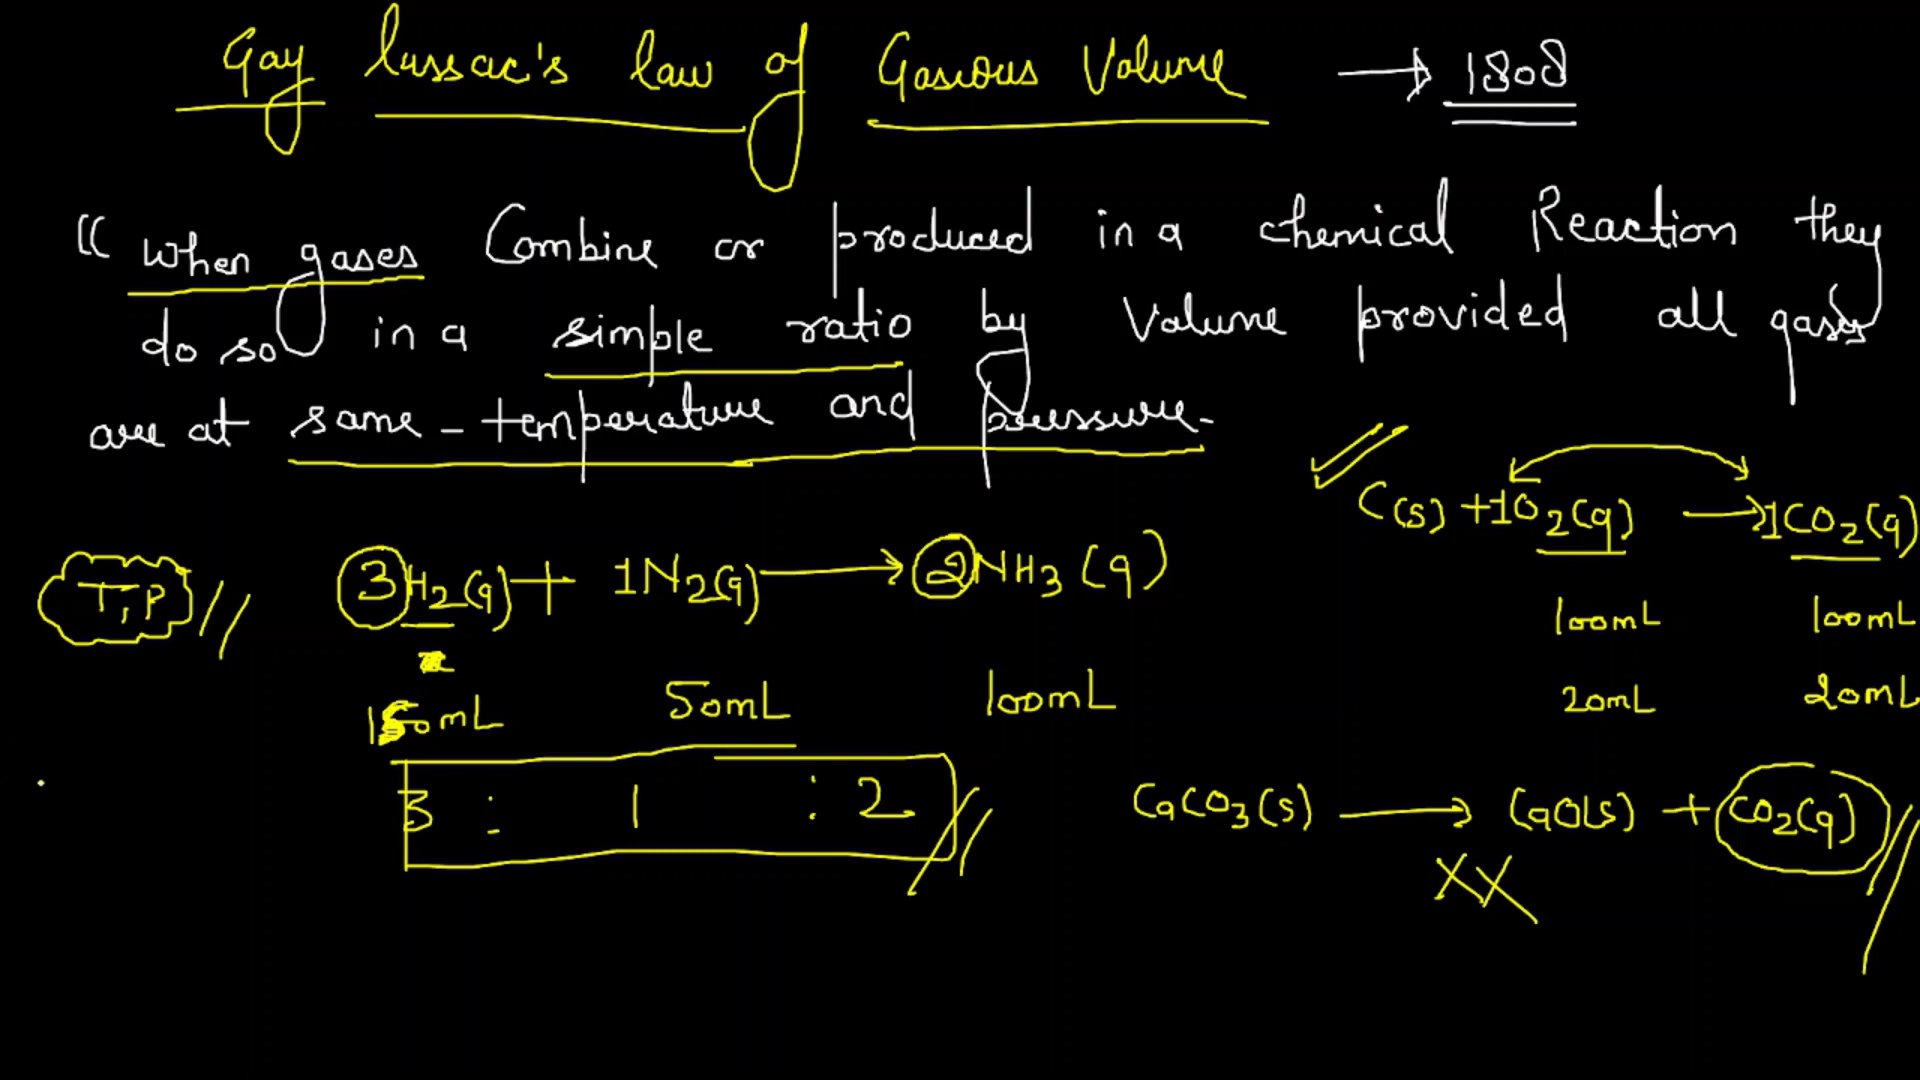 Gay lussac's law of Gaseous Volume → 1808
(( When gases Combine or produced in a chemical Reaction they
do so in a simple ratio by Volume provided all gases
are at same - temperature and pressure.
C(s) + 1O2(g) → 1CO2(g)
T,P // 3H2(g) + 1N2(g) → 2NH3(g)
100mL 100mL
150mL 50mL 100mL
20mL 20mL
3 : 1 : 2
CaCO3(s) → CaO(s) + CO2(g)
XX